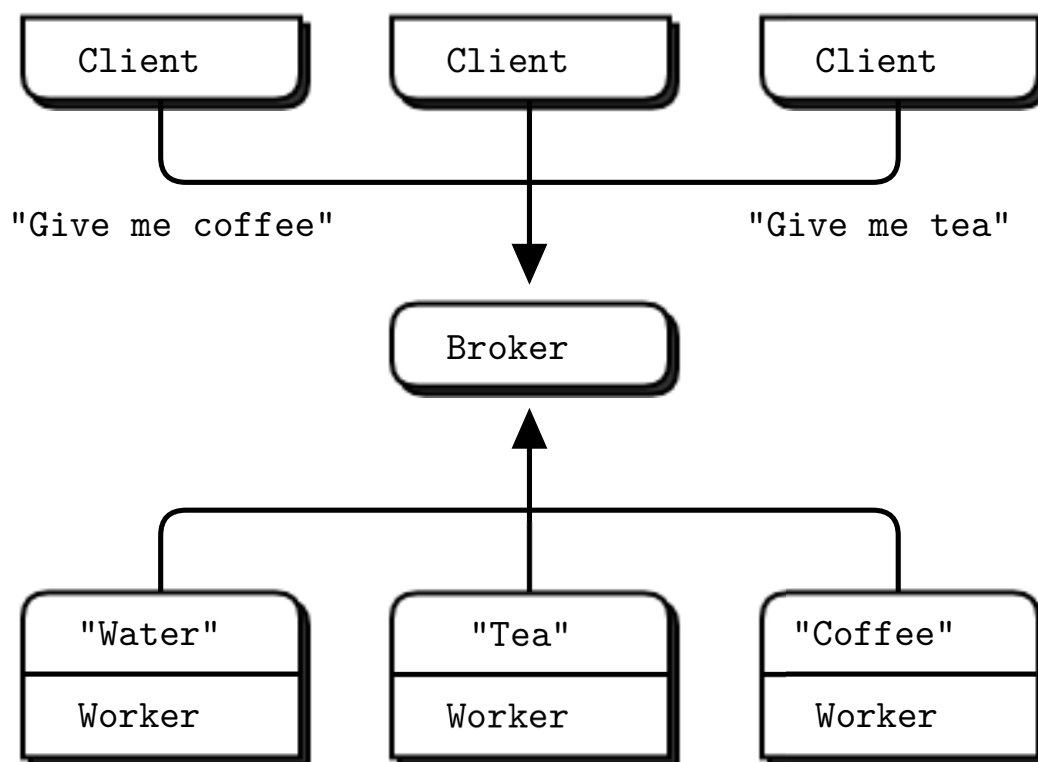 Client Client Client
"Give me coffee" "Give me tea"
Broker
"Water" "Tea" "Coffee"
Worker Worker Worker